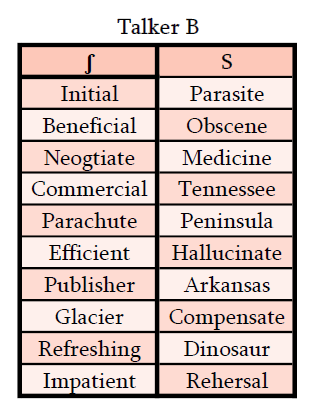 Talker B
ʃ S
Initial Parasite
Beneficial Obscene
Neogtiate Medicine
Commercial Tennessee
Parachute Peninsula
Efficient Hallucinate
Publisher Arkansas
Glacier Compensate
Refreshing Dinosaur
Impatient Rehersal